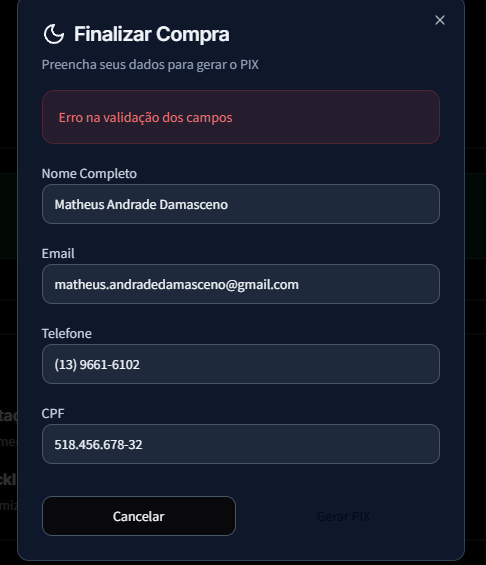 Finalizar Compra
Preencha seus dados para gerar o PIX
Erro na validação dos campos
Nome Completo
Matheus Andrade Damasceno
Email
matheus.andradedamasceno@gmail.com
Telefone
(13) 9661-6102
CPF
518.456.678-32
Cancelar
Gerar PIX